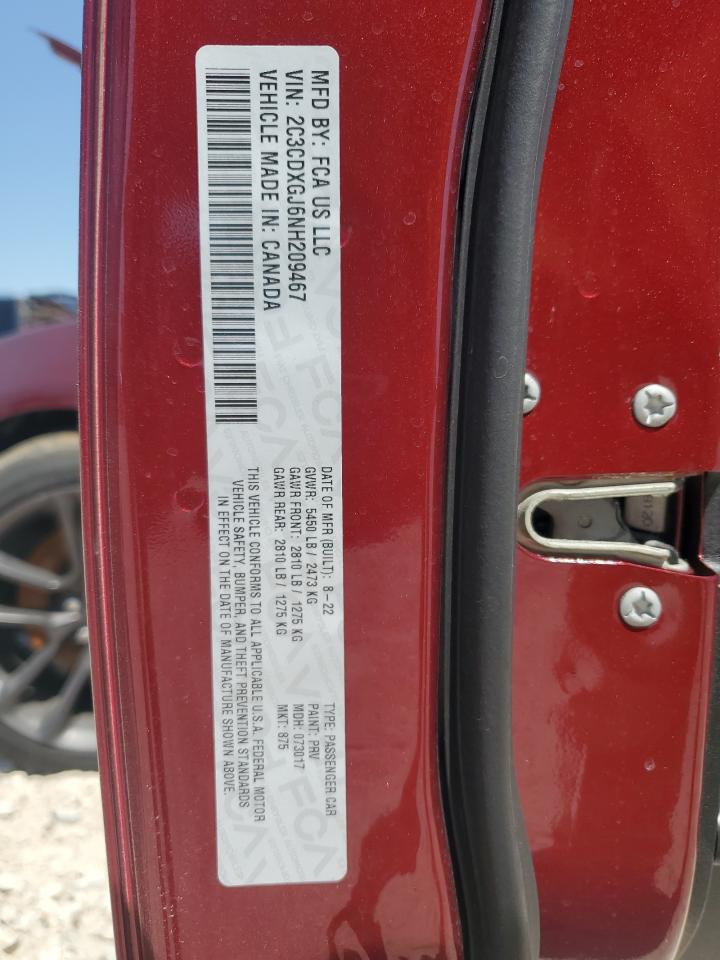 MFD BY: FCA US LLC
VIN: 2C3CDXGJ6NH209467
VEHICLE MADE IN: CANADA
DATE OF MFR (BUILT): 8-22
GVWR: 5450 LB / 2473 KG
GAWR FRONT: 2810 LB / 1275 KG
GAWR REAR: 2810 LB / 1275 KG
THIS VEHICLE CONFORMS TO ALL APPLICABLE U.S.A. FEDERAL MOTOR
VEHICLE SAFETY, BUMPER, AND THEFT PREVENTION STANDARDS
IN EFFECT ON THE DATE OF MANUFACTURE SHOWN ABOVE.
TYPE: PASSENGER CAR
PAINT: PRV
MDH: 073017
MKT: 875